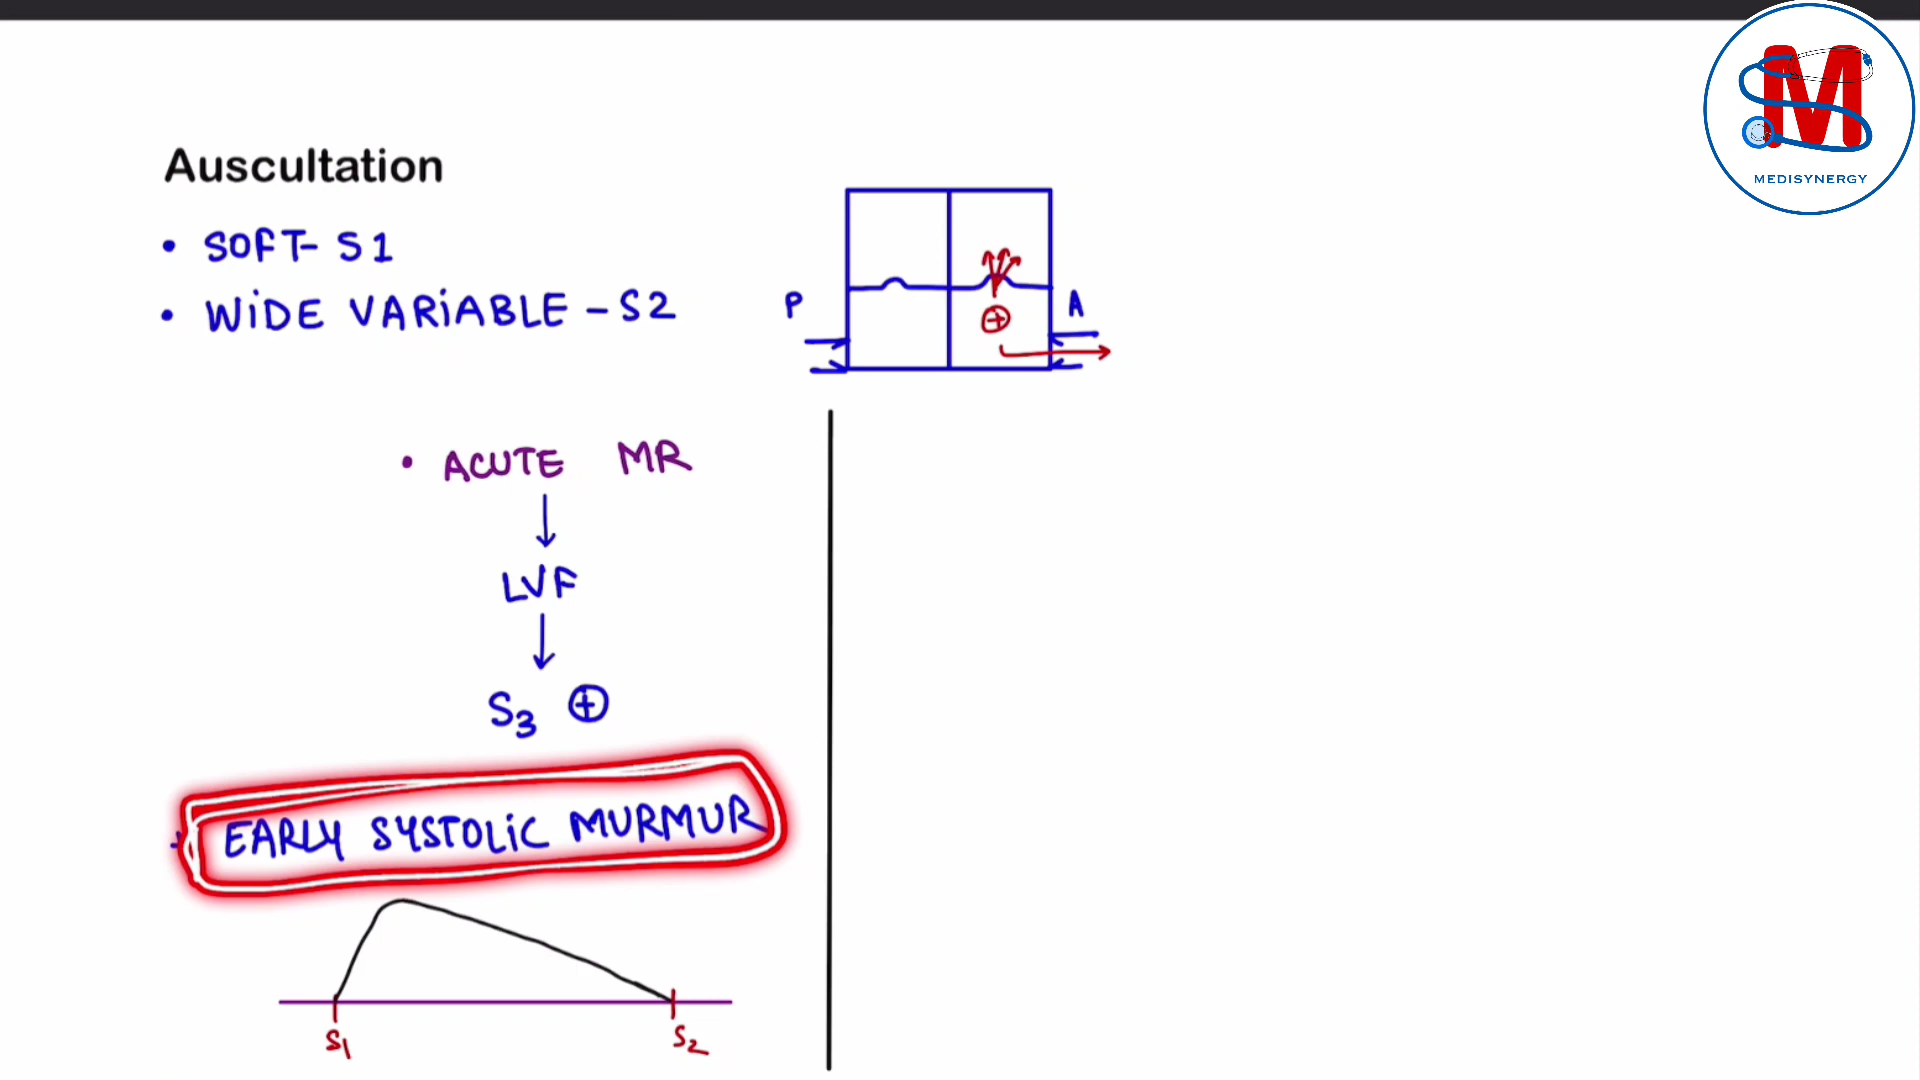 M
MEDISYNERGY
Auscultation
• SOFT- S1
• WiDE VARiABLE - S2
P
A
• ACUTE MR
LVF
S3 +
EARLY SYSTOLiC MURMUR
S1
S2